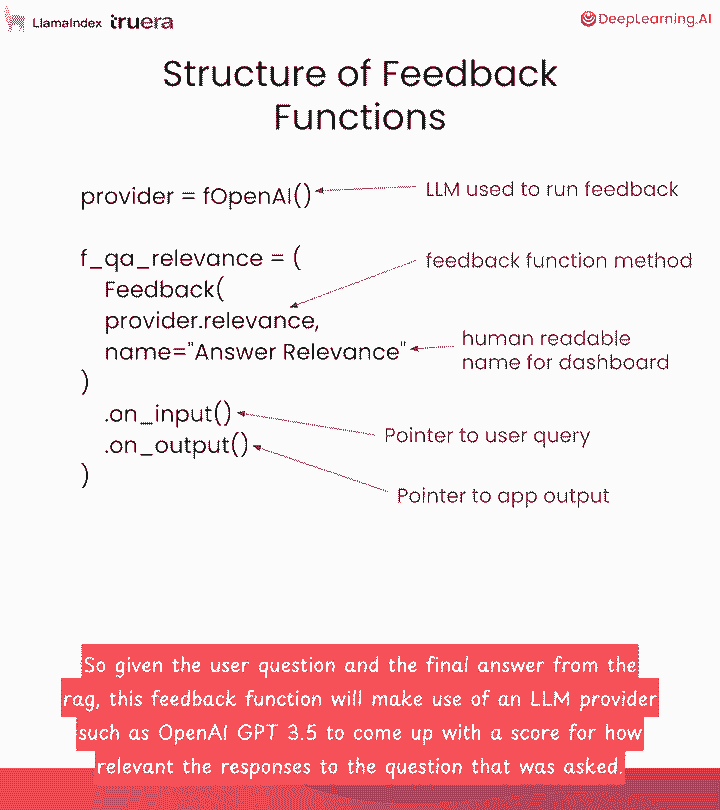 LlamaIndex truera
DeepLearning.AI
Structure of Feedback
Functions
provider = fOpenAI()
LLM used to run feedback
f_qa_relevance = (
feedback function method
Feedback(
provider.relevance,
name="Answer Relevance"
human readable
name for dashboard
)
.on_input()
Pointer to user query
.on_output()
)
Pointer to app output
So given the user question and the final answer from the
rag, this feedback function will make use of an LLM provider
such as OpenAI GPT 3.5 to come up with a score for how
relevant the responses to the question that was asked.